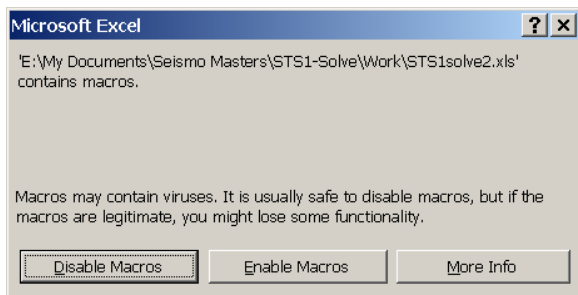 Microsoft Excel
'E:\My Documents\Seismo Masters\STS1-Solve\Work\STS1solve2.xls'
contains macros.
Macros may contain viruses. It is usually safe to disable macros, but if the
macros are legitimate, you might lose some functionality.
Disable Macros Enable Macros More Info